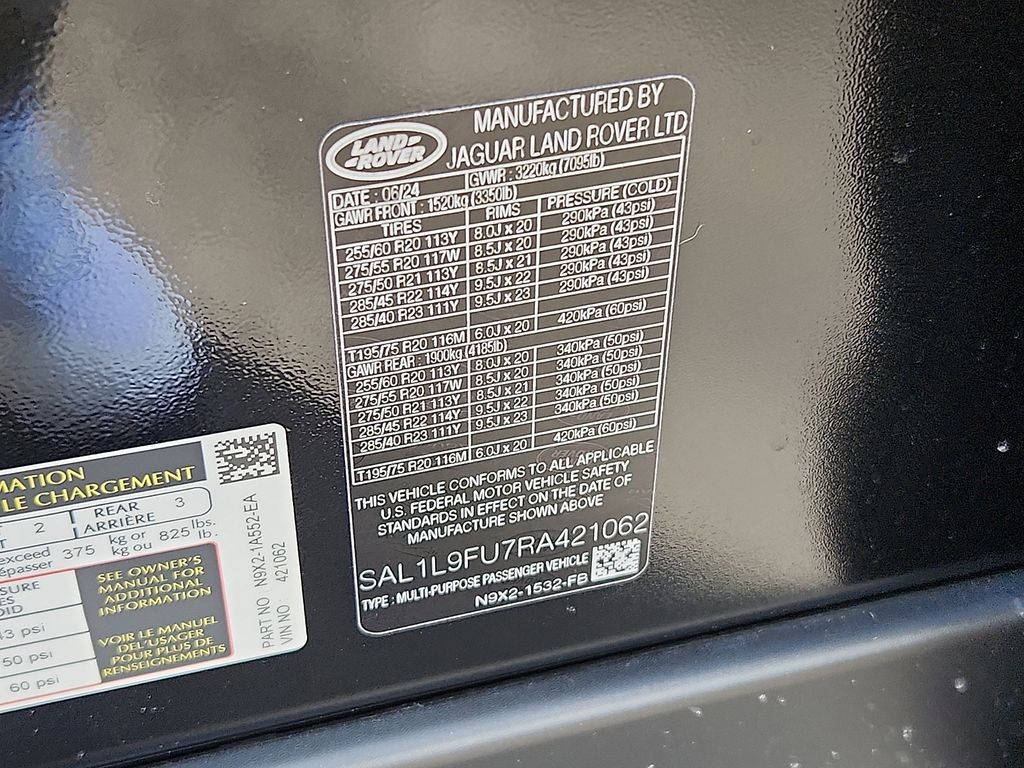 LAND ROVER
MANUFACTURED BY
JAGUAR LAND ROVER LTD
DATE : 06/24 GVWR : 3220kg (7095lb)
GAWR FRONT : 1520kg (3350lb)
TIRES RIMS PRESSURE (COLD)
255/60 R20 113Y 8.0J x 20 290kPa (43psi)
275/55 R20 117W 8.5J x 20 290kPa (43psi)
275/50 R21 113Y 8.5J x 21 290kPa (43psi)
285/45 R22 114Y 9.5J x 22 290kPa (43psi)
285/40 R23 111Y 9.5J x 23 290kPa (43psi)
T195/75 R20 116M 6.0J x 20 420kPa (60psi)
GAWR REAR : 1900kg (4185lb)
255/60 R20 113Y 8.0J x 20 340kPa (50psi)
275/55 R20 117W 8.5J x 20 340kPa (50psi)
275/50 R21 113Y 8.5J x 21 340kPa (50psi)
285/45 R22 114Y 9.5J x 22 340kPa (50psi)
285/40 R23 111Y 9.5J x 23 340kPa (50psi)
T195/75 R20 116M 6.0J x 20 420kPa (60psi)
THIS VEHICLE CONFORMS TO ALL APPLICABLE
U.S. FEDERAL MOTOR VEHICLE SAFETY
STANDARDS IN EFFECT ON THE DATE OF
MANUFACTURE SHOWN ABOVE
SAL1L9FU7RA421062
TYPE : MULTI-PURPOSE PASSENGER VEHICLE
N9X2-1532-FB
MATION
LE CHARGEMENT
2 REAR ARRIÈRE 3
exceed 375 kg or 825 lbs.
épasser kg ou lb.
SURE
43 psi
50 psi
60 psi
SEE OWNER'S
MANUAL FOR
ADDITIONAL
INFORMATION
VOIR LE MANUEL
DEL'USAGER
POUR PLUS DE
RENSEIGNEMENTS
PART NO : N9X2-1A552-EA
VIN NO : 421062